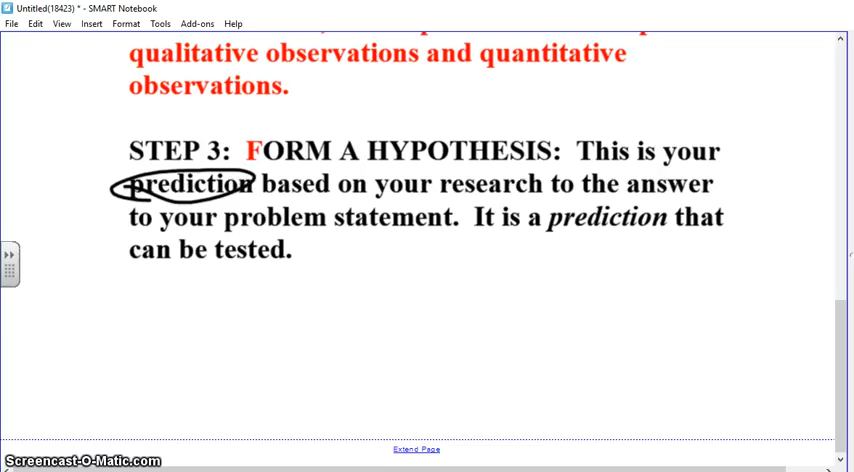 Untitled(18423) * - SMART Notebook
File Edit View Insert Format Tools Add-ons Help
qualitative observations and quantitative
observations.
STEP 3: FORM A HYPOTHESIS: This is your
prediction based on your research to the answer
to your problem statement. It is a prediction that
can be tested.
Extend Page
Screencast-O-Matic.com